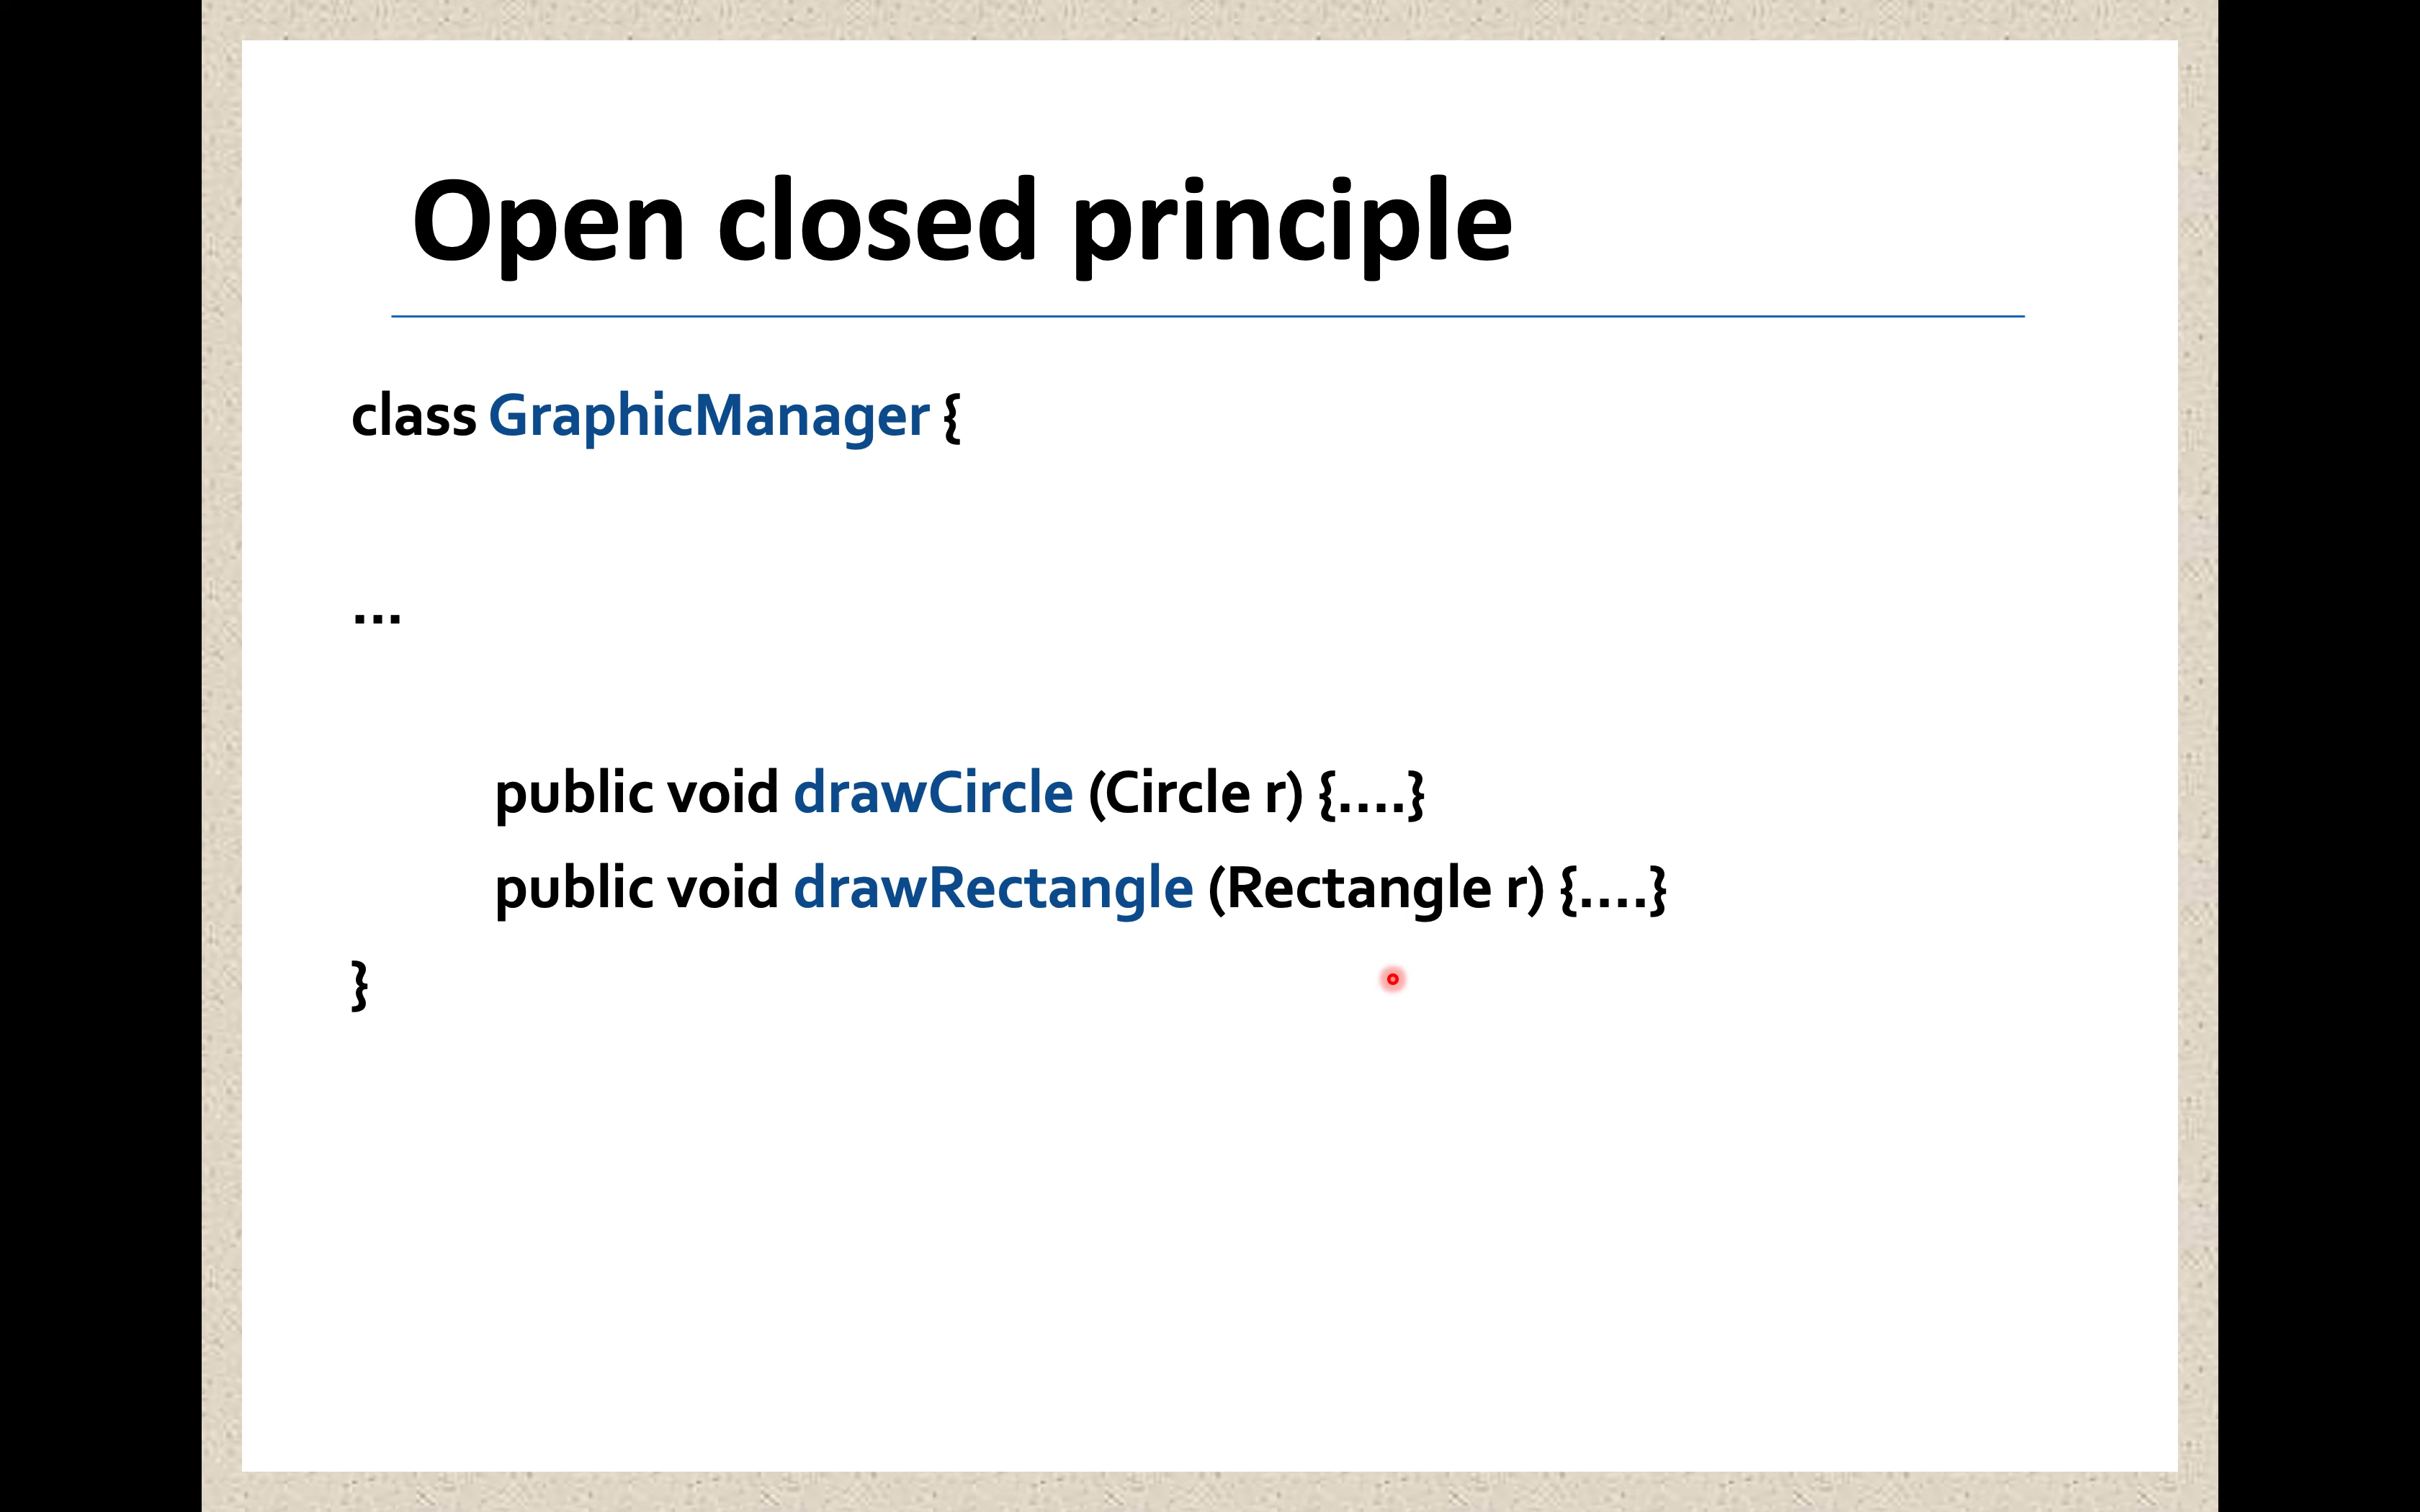 Open closed principle
class GraphicManager {
...
public void drawCircle (Circle r) {....}
public void drawRectangle (Rectangle r) {....}
}